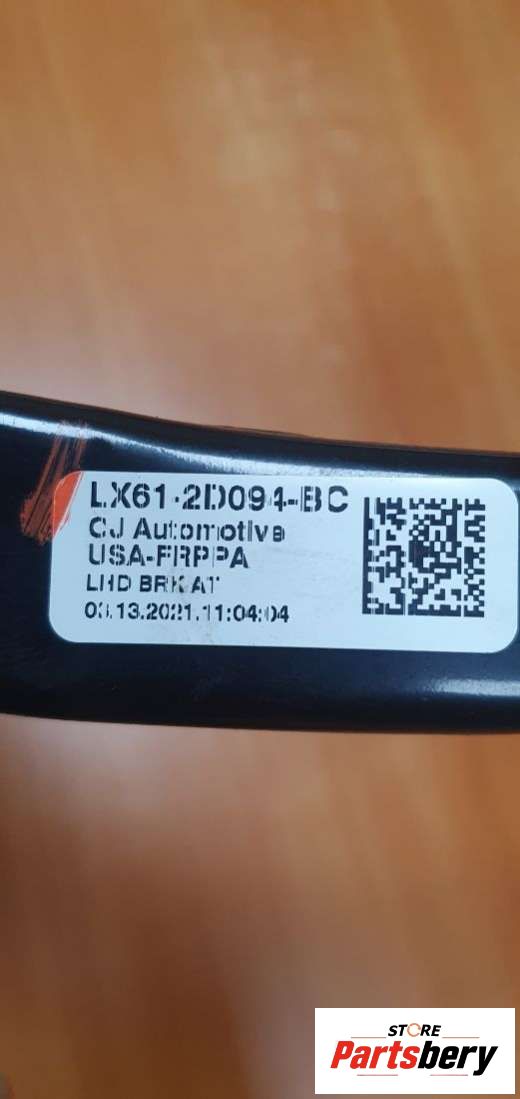 LX61-2D094-BC
CJ Automotive
USA-FRPPA
LHD BRK AT
03.13.2021.11:04:04
STORE
Partsbery